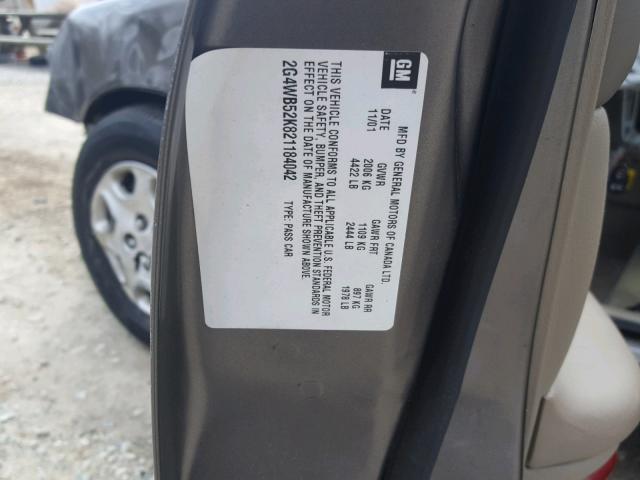 GM
MFD BY GENERAL MOTORS OF CANADA LTD.
DATE GVWR GAWR FRT GAWR RR
11/01 2006 KG 1109 KG 897 KG
4422 LB 2444 LB 1978 LB
THIS VEHICLE CONFORMS TO ALL APPLICABLE U.S. FEDERAL MOTOR
VEHICLE SAFETY, BUMPER, AND THEFT PREVENTION STANDARDS IN
EFFECT ON THE DATE OF MANUFACTURE SHOWN ABOVE.
2G4WB52K821184042 TYPE: PASS CAR